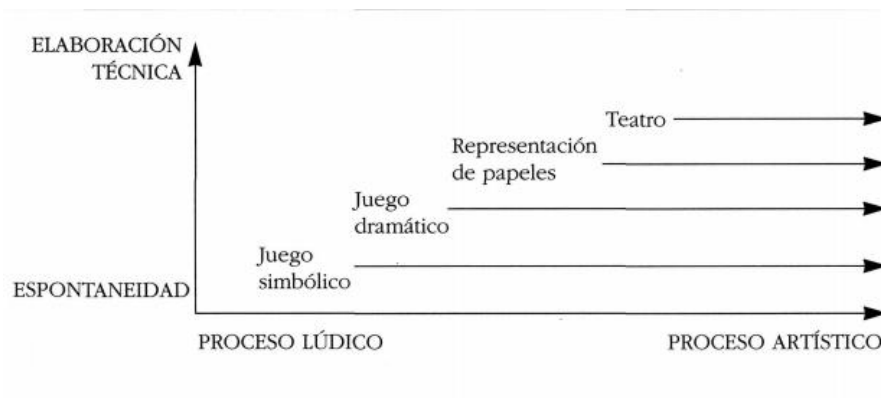 ELABORACIÓN
TÉCNICA
Teatro
Representación
de papeles
Juego
dramático
Juego
simbólico
ESPONTANEIDAD
PROCESO LÚDICO
PROCESO ARTÍSTICO